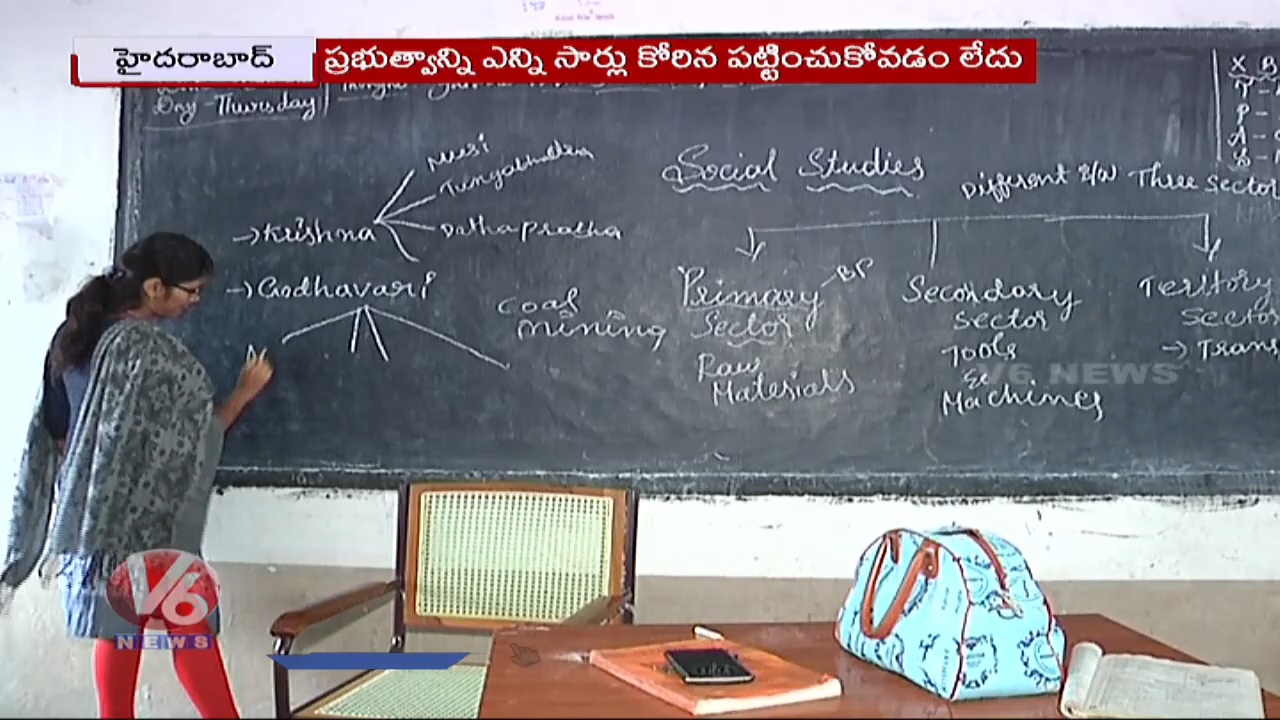 హైదరాబాద్
ప్రభుత్వాన్ని ఎన్ని సార్లు కోరిన పట్టించుకోవడం లేదు
Day - Thursday
X B
T -
P -
A -
Musi
Tungabhadra
→ Krishna
Dathapratha
→ Godhavari
Coal
mining
Social Studies
Different B/W Three Sector
Primary
BP
Sector
Raw
Materials
Secondary
Sector
Tools
&
Machines
Territory
Sector
→ Trans
V6 NEWS
V6
NEWS